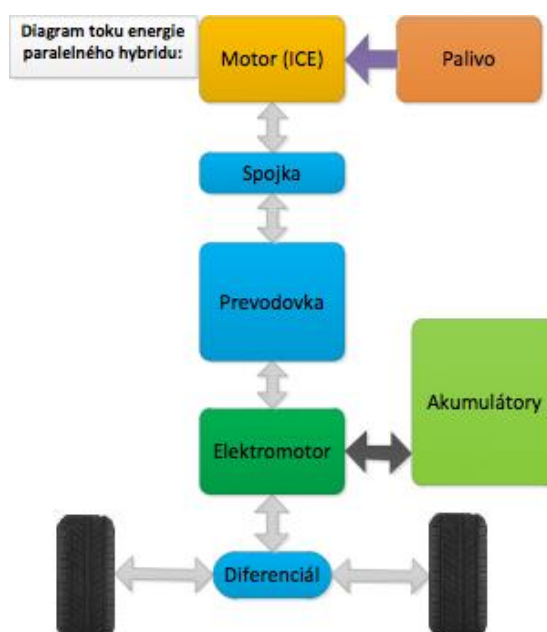 Diagram toku energie
paralelného hybridu:
Motor (ICE)
Palivo
Spojka
Prevodovka
Akumulátory
Elektromotor
Diferenciál